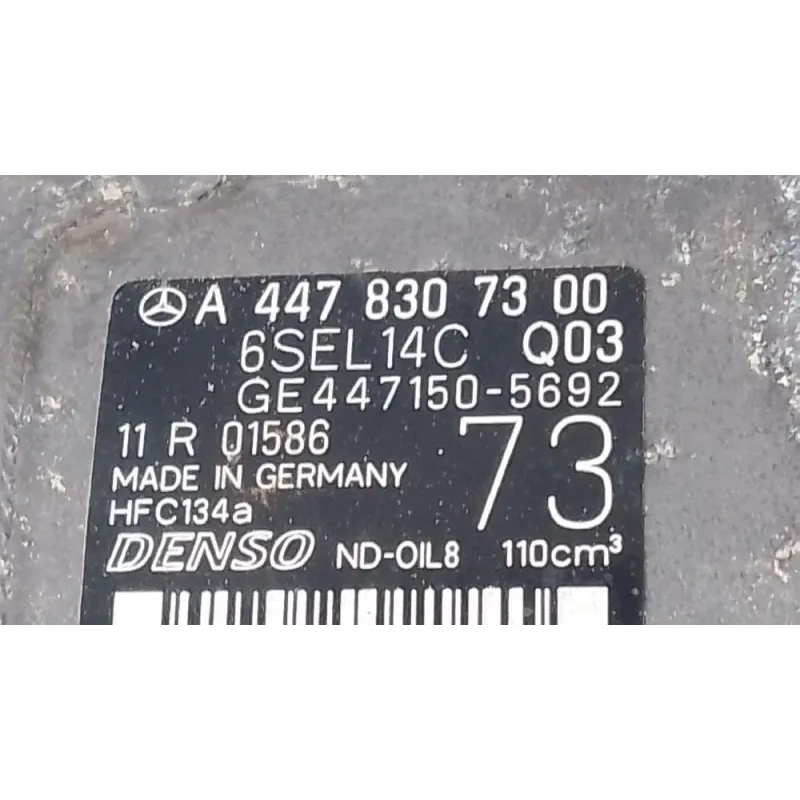 A 447 830 73 00
6SEL14C Q03
GE447150-5692
11 R 01586
73
MADE IN GERMANY
HFC134a
DENSO ND-OIL8 110cm³